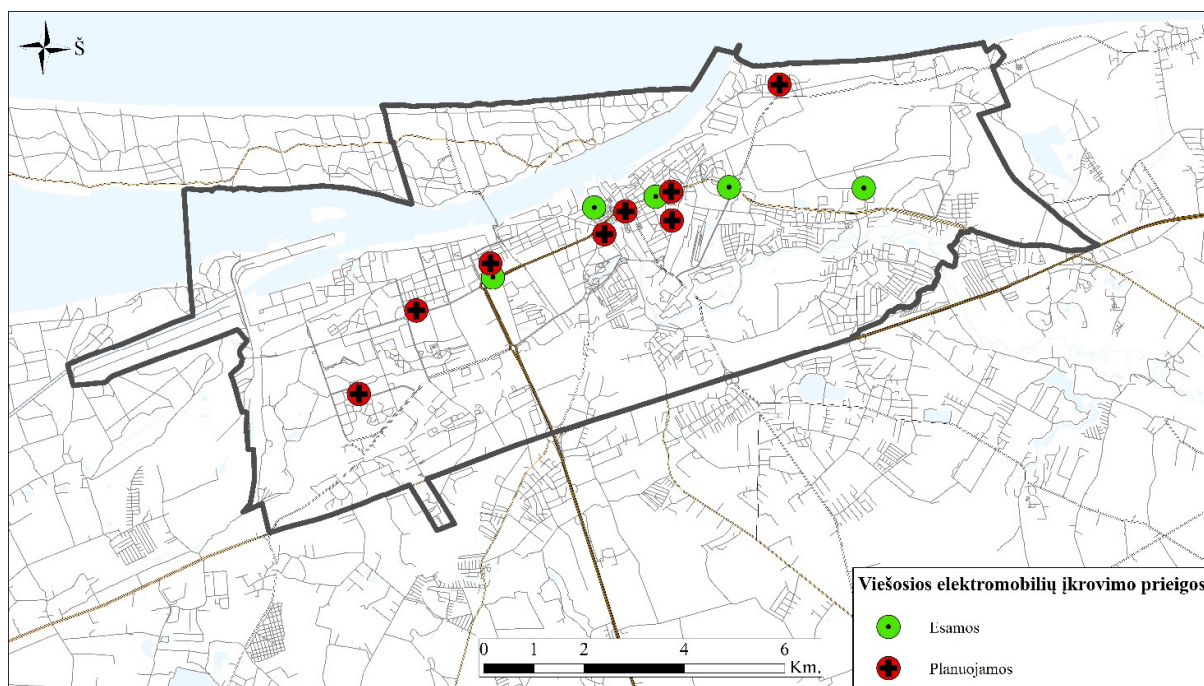 Š
Viešosios elektromobilių įkrovimo prieigos
Esamos
Planuojamos
0 1 2 4 6
Km.